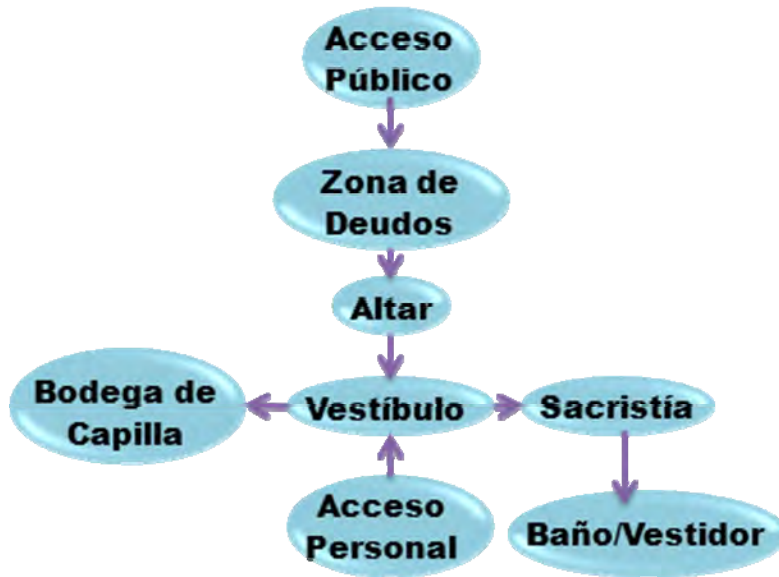 Acceso
Público
Zona de
Deudos
Altar
Bodega de
Capilla
Vestíbulo
Sacristía
Acceso
Personal
Baño/Vestidor